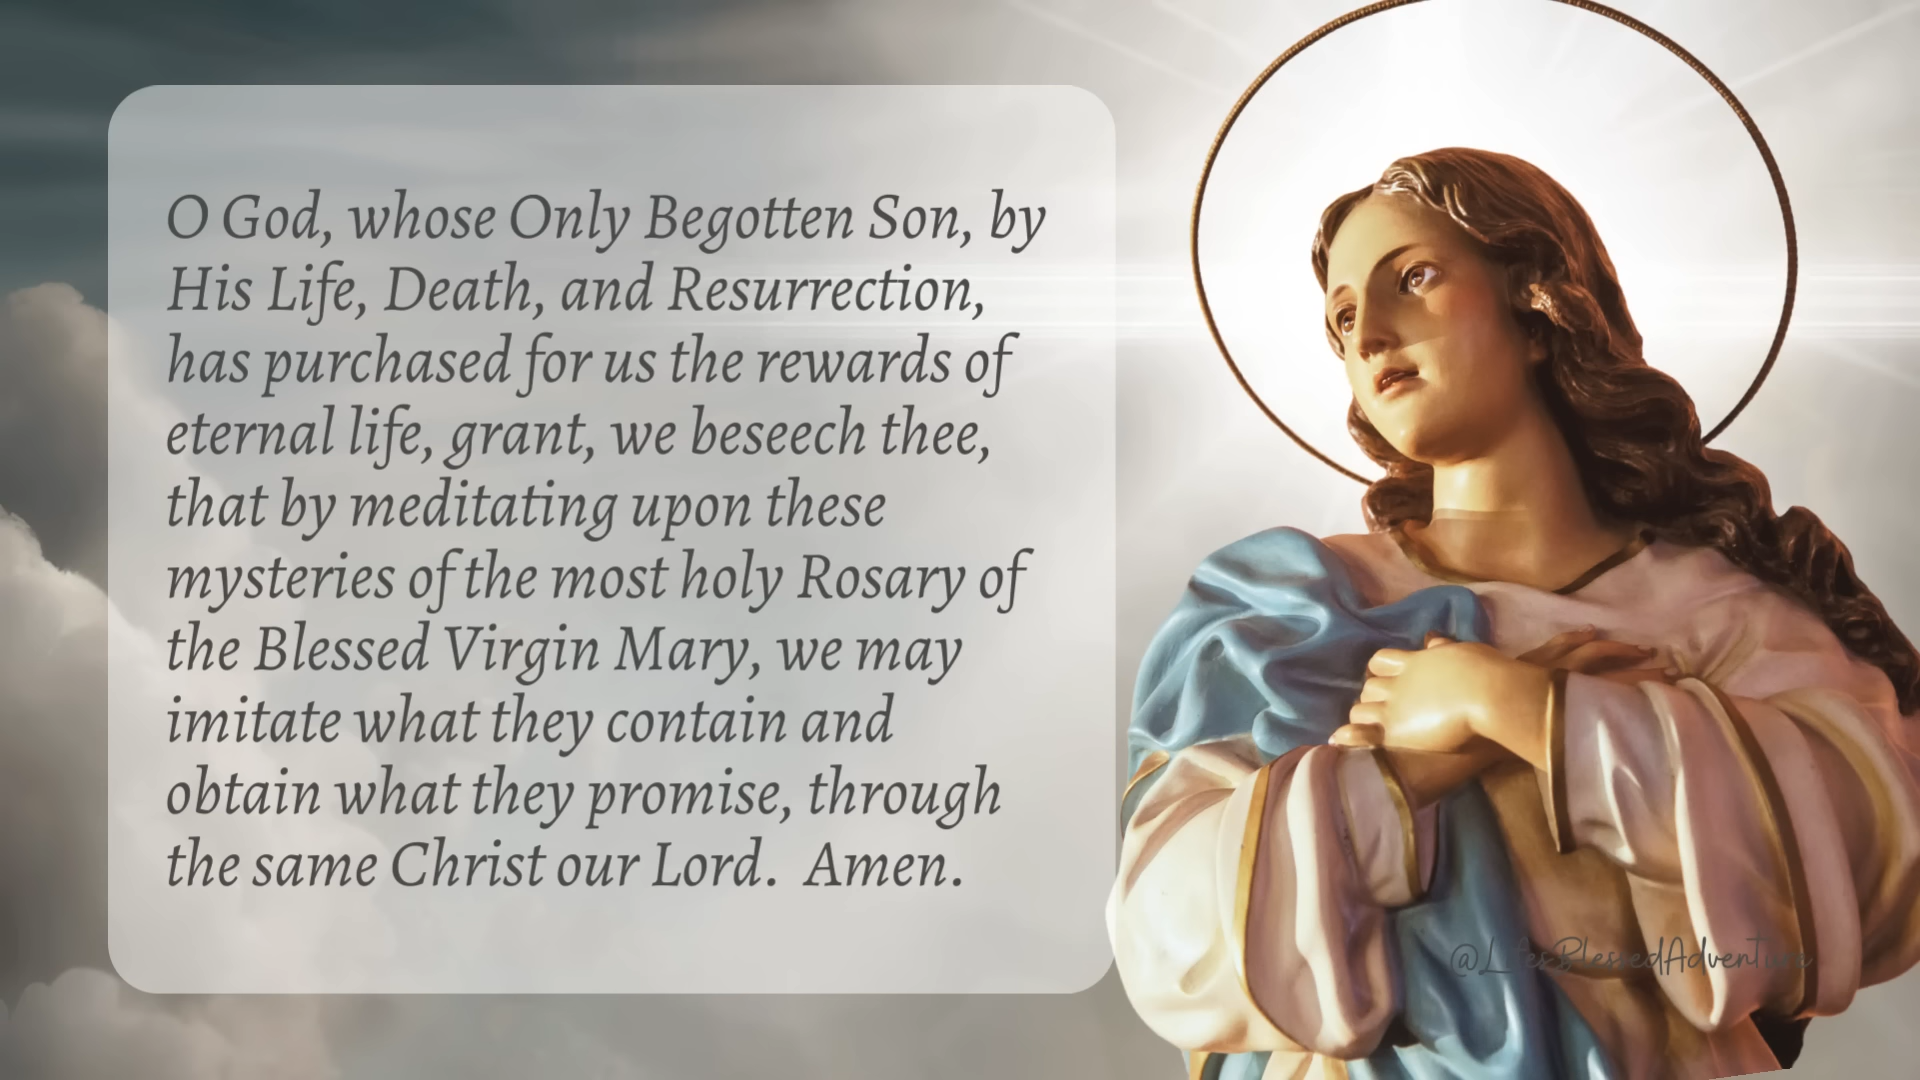 O God, whose Only Begotten Son, by
His Life, Death, and Resurrection,
has purchased for us the rewards of
eternal life, grant, we beseech thee,
that by meditating upon these
mysteries of the most holy Rosary of
the Blessed Virgin Mary, we may
imitate what they contain and
obtain what they promise, through
the same Christ our Lord.  Amen.
@LifesBlessedAdventure